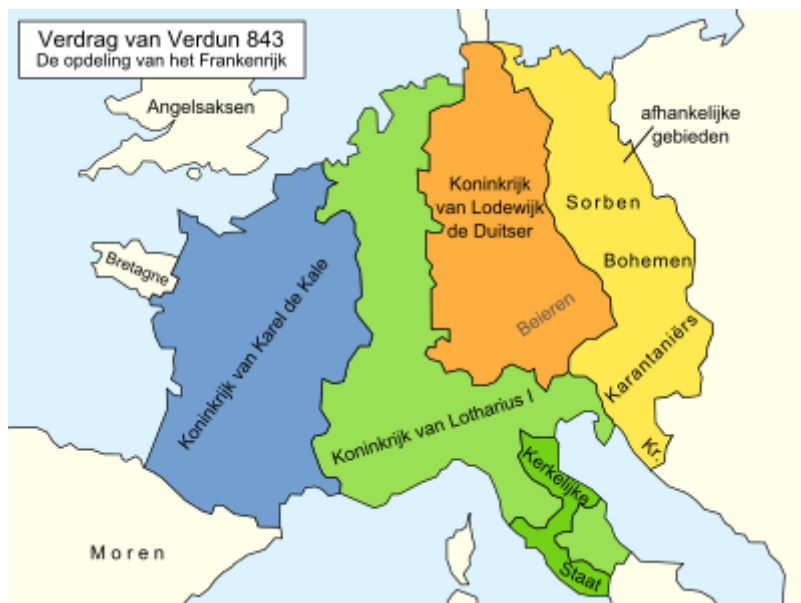 Verdrag van Verdun 843
De opdeling van het Frankenrijk
Angelsaksen
afhankelijke
gebieden
Koninkrijk
van Lodewijk
de Duitser
Sorben
Bohemen
Bretagne
Koninkrijk van Karel de Kale
Beieren
Karantaniërs
Koninkrijk van Lotharius I
Kr.
Kerkelijke
Staat
Moren